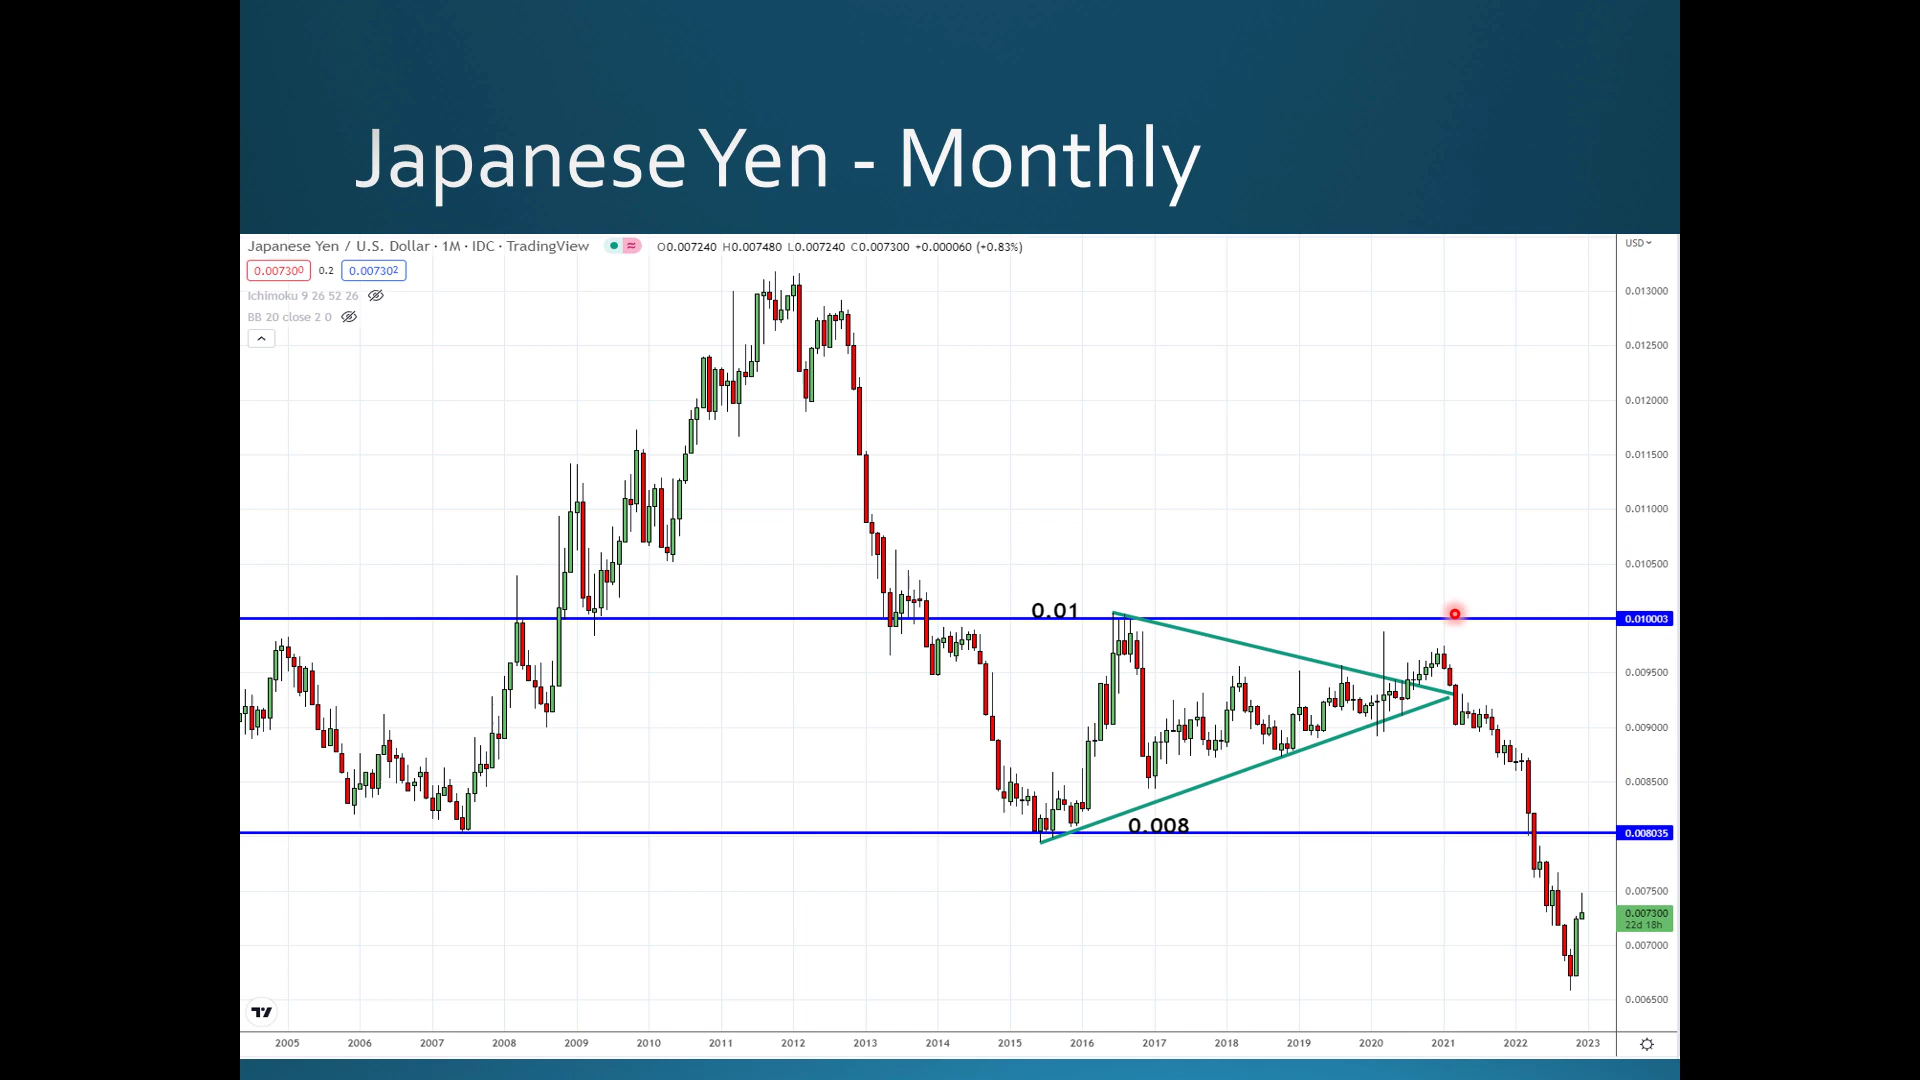 Japanese Yen - Monthly
Japanese Yen / U.S. Dollar · 1M · IDC · TradingView O0.007240 H0.007480 L0.007240 C0.007300 +0.000060 (+0.83%)
USD
0.007300 0.2 0.007302
Ichimoku 9 26 52 26
BB 20 close 2 0
0.013000
0.012500
0.012000
0.011500
0.011000
0.010500
0.01
0.010003
0.009500
0.009000
0.008500
0.008
0.008035
0.007500
0.007300
22d 18h
0.007000
0.006500
2005 2006 2007 2008 2009 2010 2011 2012 2013 2014 2015 2016 2017 2018 2019 2020 2021 2022 2023